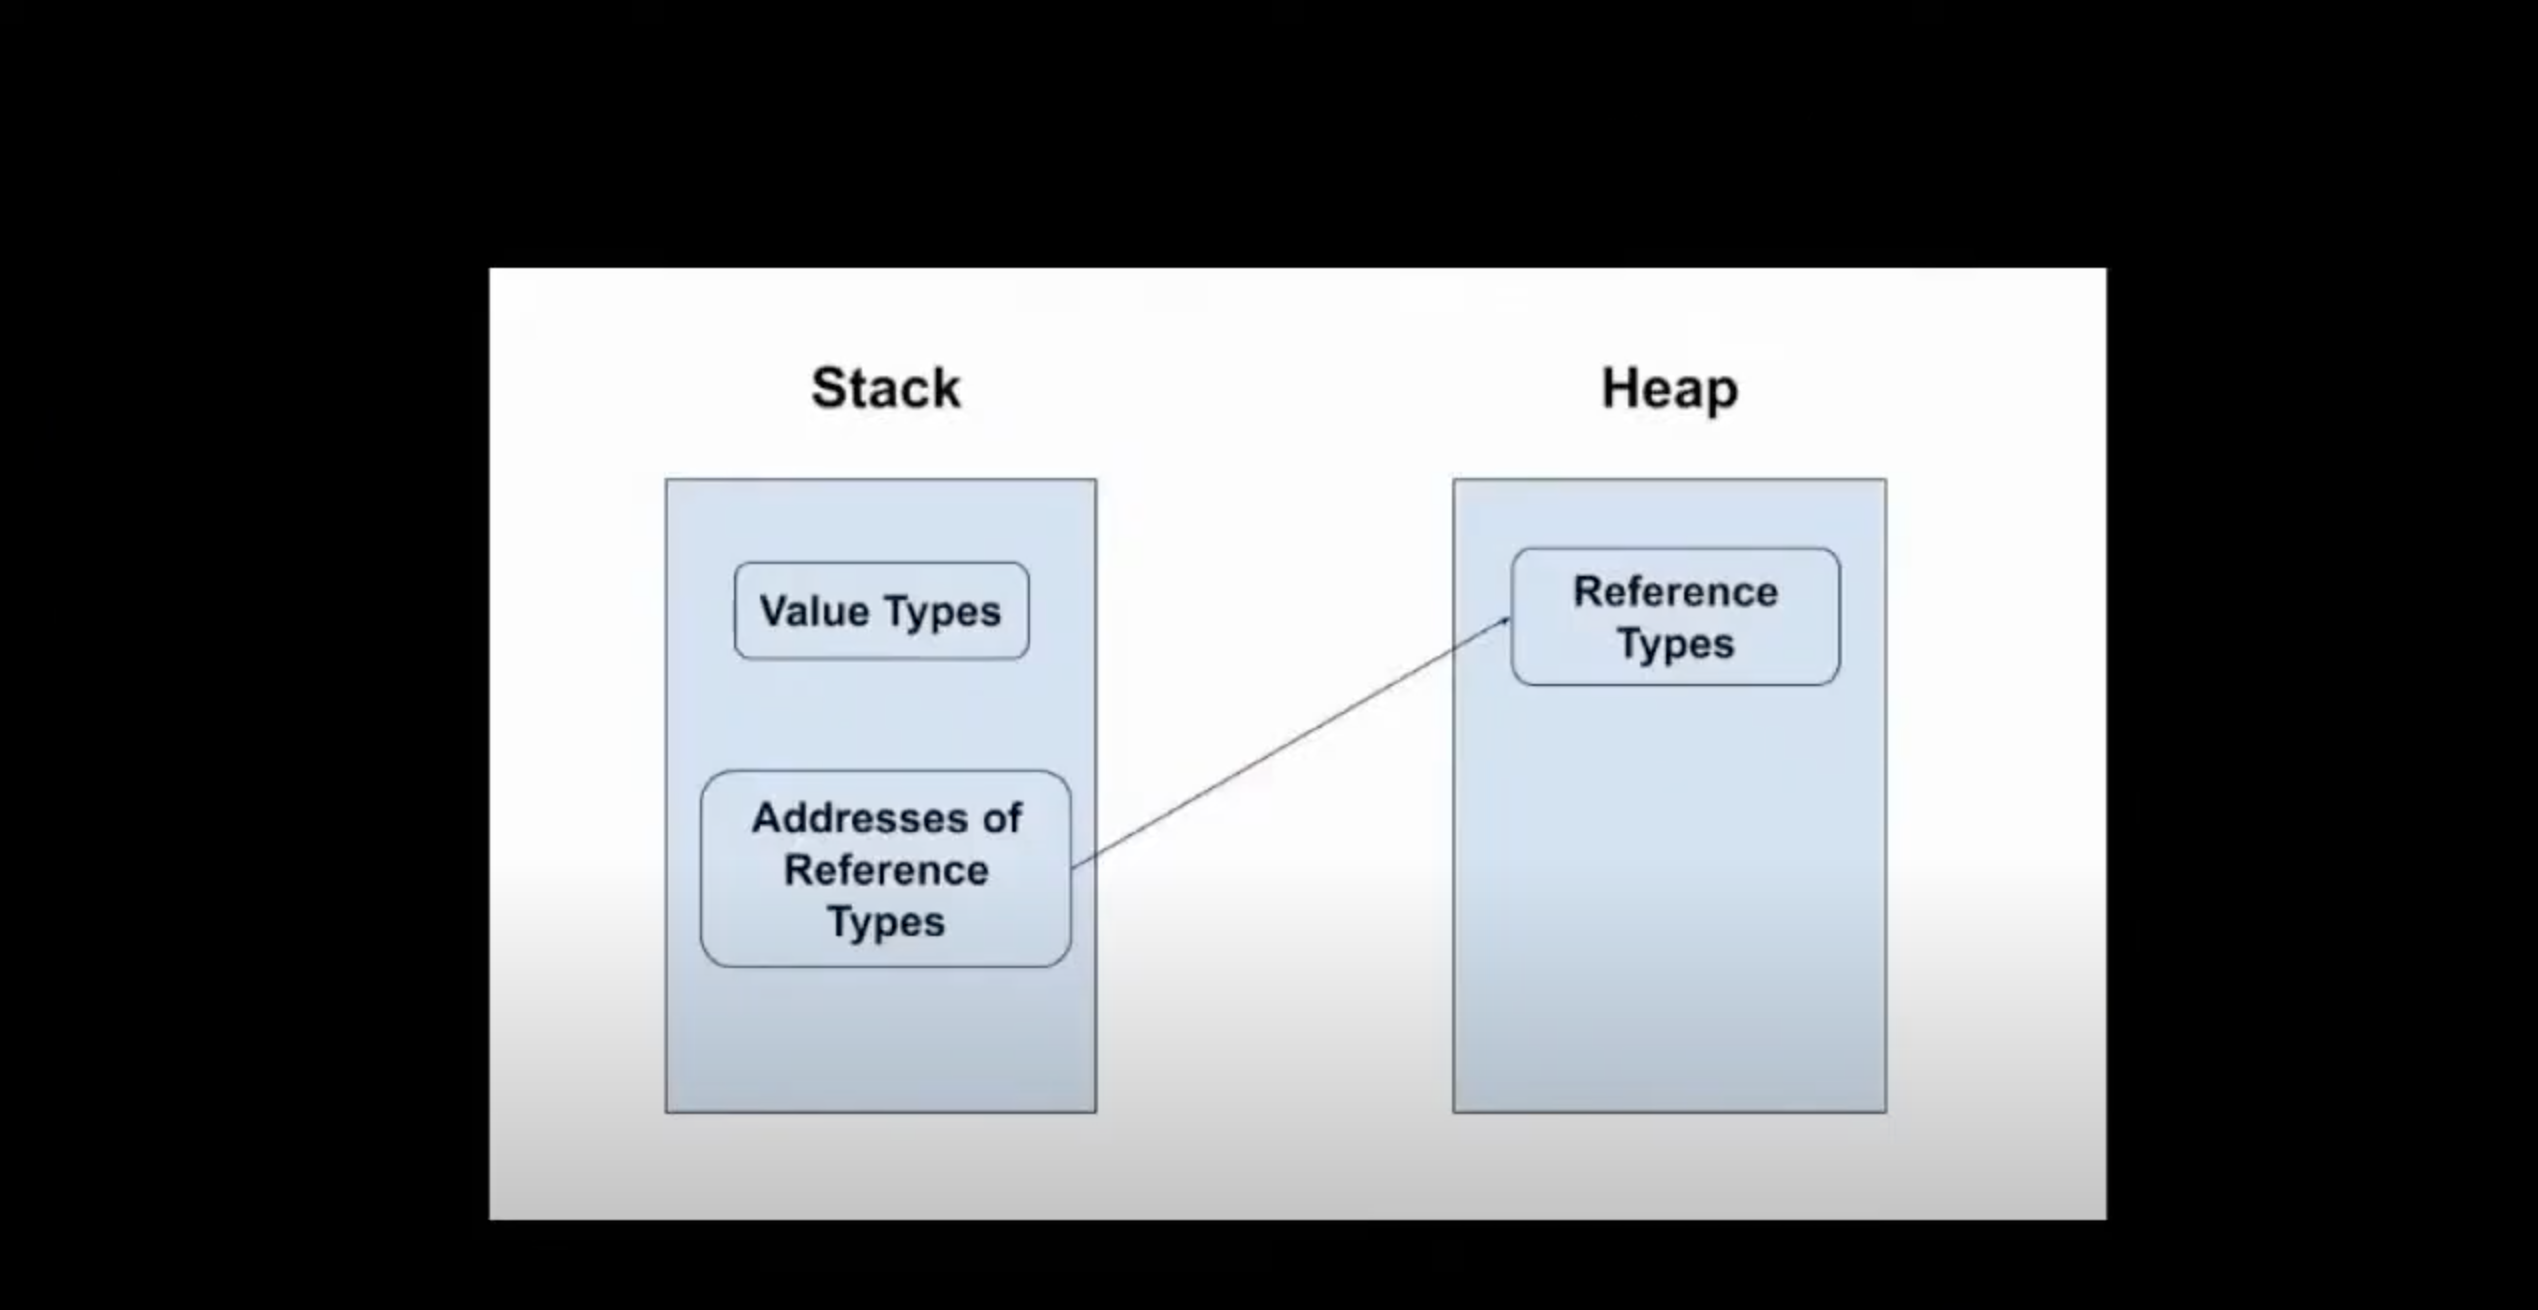 Stack
Heap
Value Types
Addresses of
Reference
Types
Reference
Types